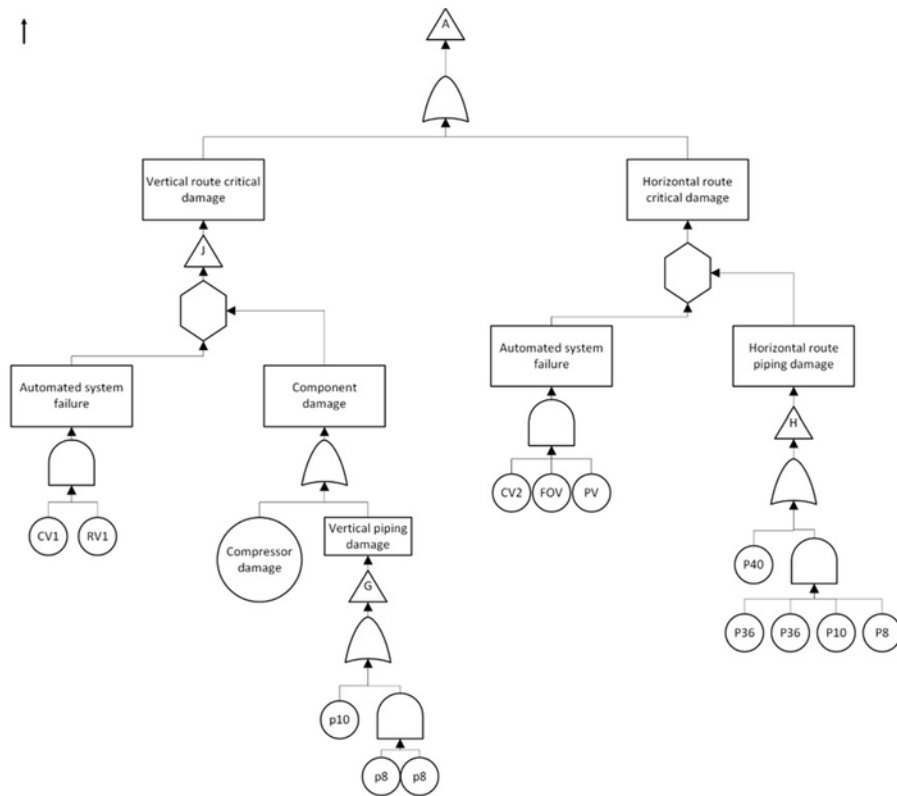 A
Vertical route critical
damage
Horizontal route
critical damage
J
Automated system
failure
Component
damage
Automated system
failure
Horizontal route
piping damage
H
CV1
RV1
CV2
FOV
PV
Compressor
damage
Vertical piping
damage
G
P40
P36
P36
P10
P8
p10
p8
p8